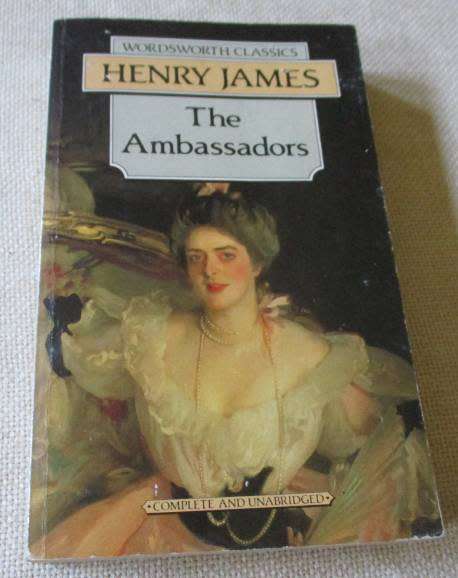 WORDSWORTH CLASSICS
HENRY JAMES
The
Ambassadors
COMPLETE AND UNABRIDGED